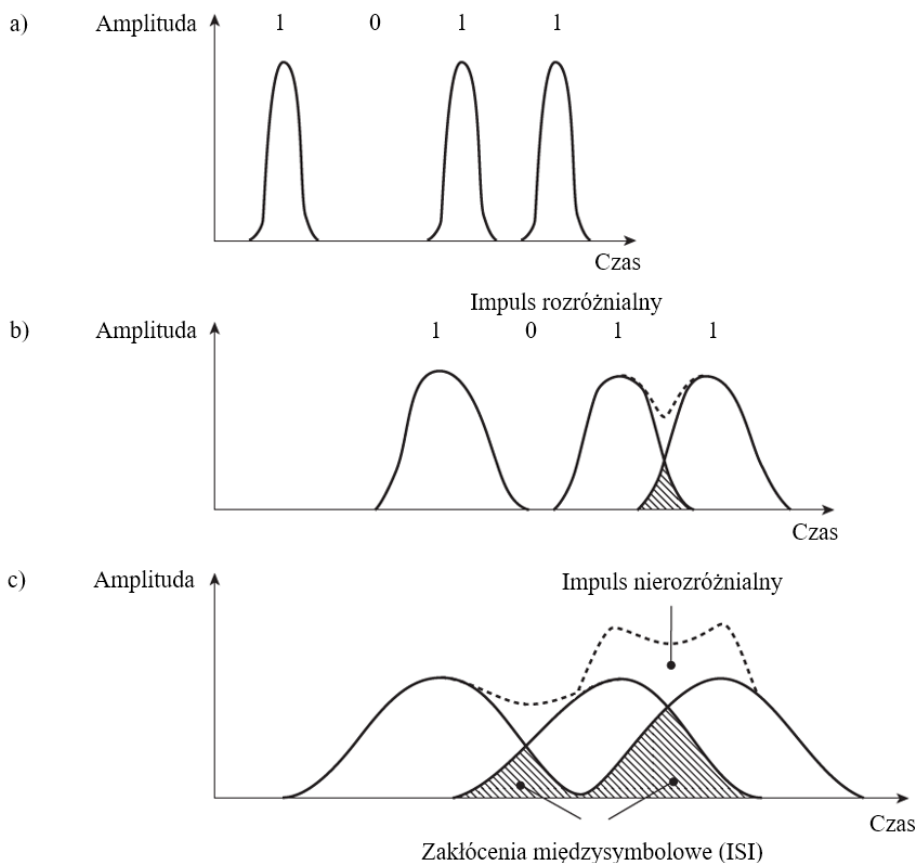 a) Amplituda 1 0 1 1
Czas
Impuls rozróżnialny
b) Amplituda 1 0 1 1
Czas
c) Amplituda
Impuls nierozróżnialny
Czas
Zakłócenia międzysymbolowe (ISI)